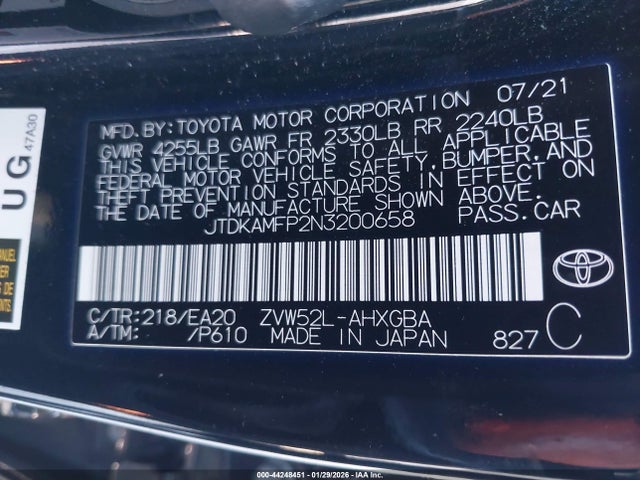 MFD. BY: TOYOTA MOTOR CORPORATION 07/21
GVWR 4255LB GAWR FR 2330LB RR 2240LB
THIS VEHICLE CONFORMS TO ALL APPLICABLE
FEDERAL MOTOR VEHICLE SAFETY, BUMPER, AND
THEFT PREVENTION STANDARDS IN EFFECT ON
THE DATE OF MANUFACTURE SHOWN ABOVE.
JTDKAMFP2N3200658 PASS.CAR
C/TR: 218/EA20 ZVW52L-AHXGBA
A/TM: /P610 MADE IN JAPAN 827 C
UG
47A30
000-44248451 | 01/29/2026 - IAA Inc.